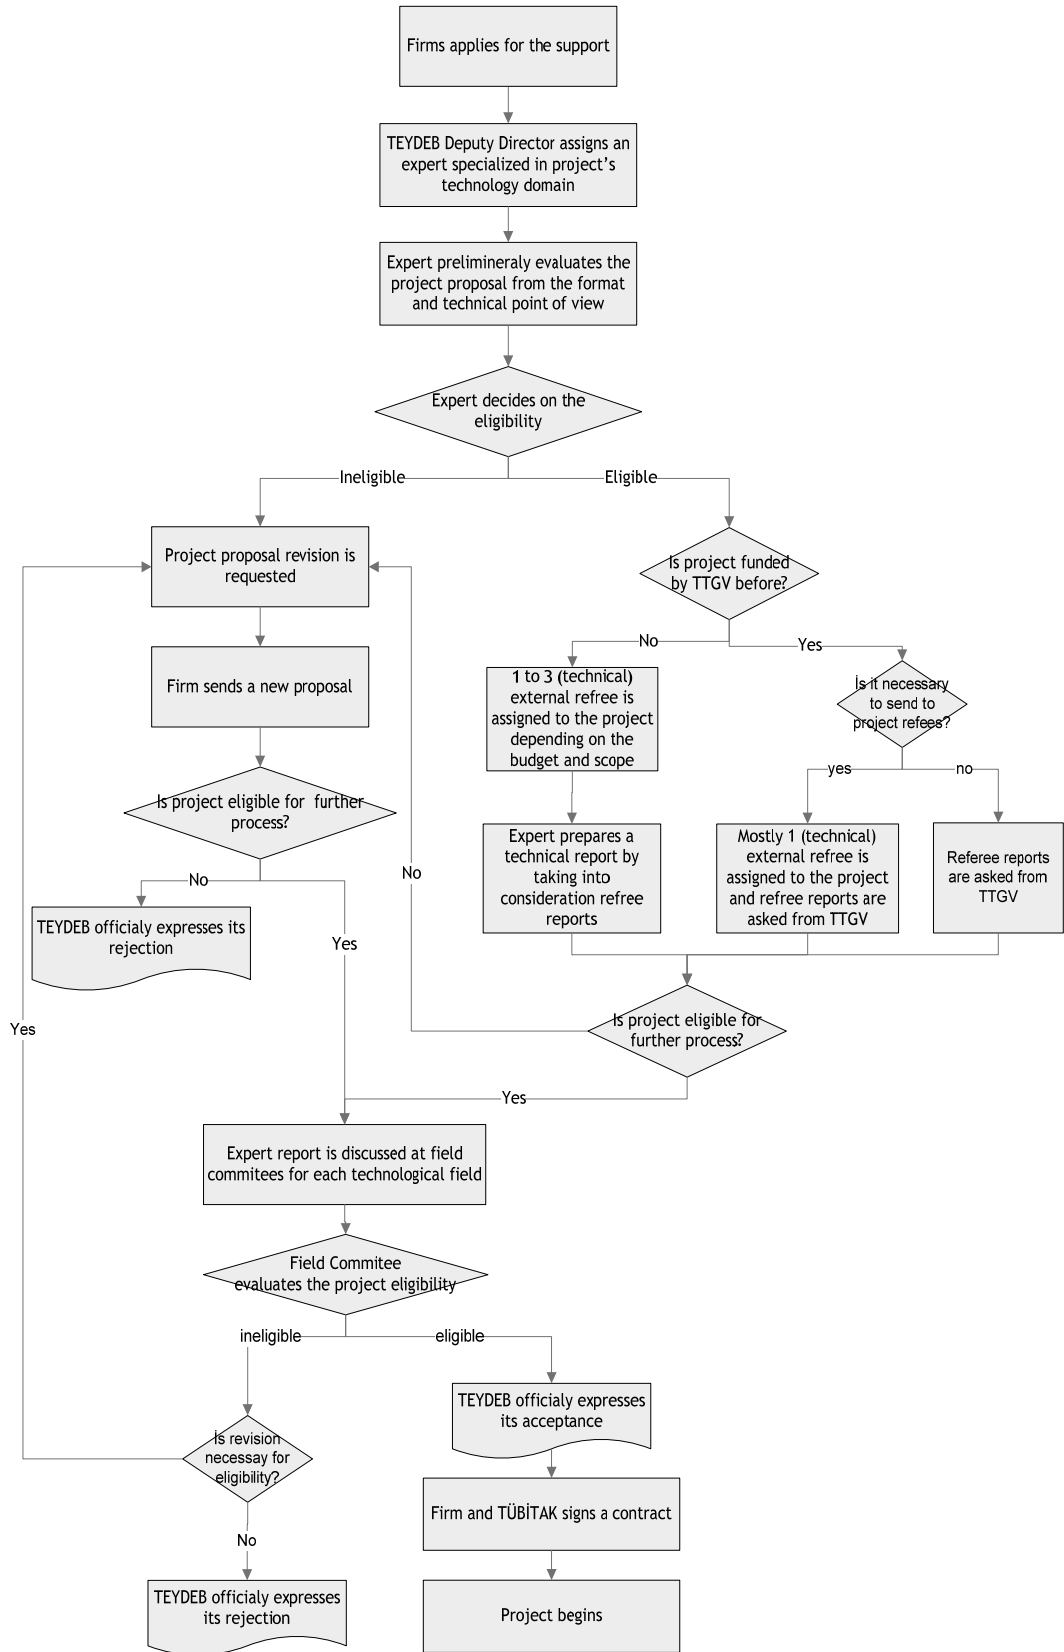 Firms applies for the support
TEYDEB Deputy Director assigns an
expert specialized in project's
technology domain
Expert prelimineraly evaluates the
project proposal from the format
and technical point of view
Expert decides on the
eligibility
Ineligible
Eligible
Project proposal revision is
requested
Is project funded
by TTGV before?
No
Yes
Firm sends a new proposal
1 to 3 (technical)
external refree is
assigned to the project
depending on the
budget and scope
Is it necessary
to send to
project refees?
yes
no
Is project eligible for further
process?
Expert prepares a
technical report by
taking into
consideration refree
reports
Mostly 1 (technical)
external refree is
assigned to the project
and refree reports are
asked from TTGV
Referee reports
are asked from
TTGV
No
No
TEYDEB officialy expresses its
rejection
Yes
Yes
Is project eligible for
further process?
Yes
Expert report is discussed at field
commitees for each technological field
Field Commitee
evaluates the project eligibility
ineligible
eligible
TEYDEB officialy expresses
its acceptance
Is revision
necessay for
eligibility?
Firm and TÜBİTAK signs a contract
No
TEYDEB officialy expresses
its rejection
Project begins